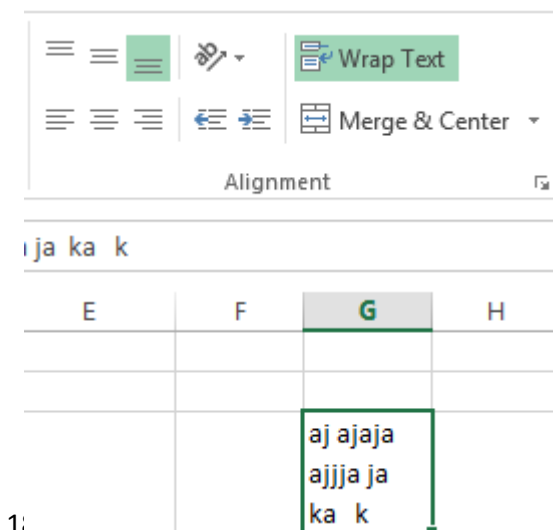 Wrap Text
Merge & Center
Alignment
ja ka k
E F G H
aj ajaja
ajjja ja
ka k